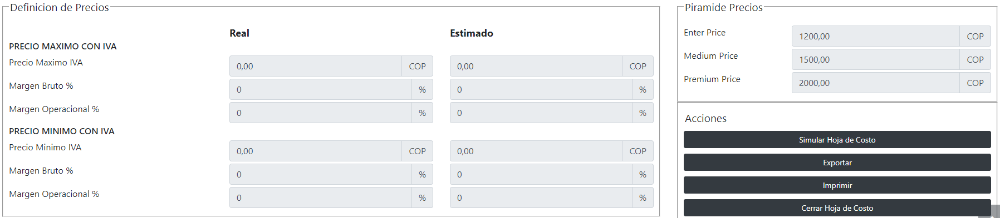 Definicion de Precios
Real Estimado
PRECIO MAXIMO CON IVA
Precio Maximo IVA 0,00 COP 0,00 COP
Margen Bruto % 0 % 0 %
Margen Operacional % 0 % 0 %
PRECIO MINIMO CON IVA
Precio Minimo IVA 0,00 COP 0,00 COP
Margen Bruto % 0 % 0 %
Margen Operacional % 0 % 0 %
Piramide Precios
Enter Price 1200,00 COP
Medium Price 1500,00 COP
Premium Price 2000,00 COP
Acciones
Simular Hoja de Costo
Exportar
Imprimir
Cerrar Hoja de Costo